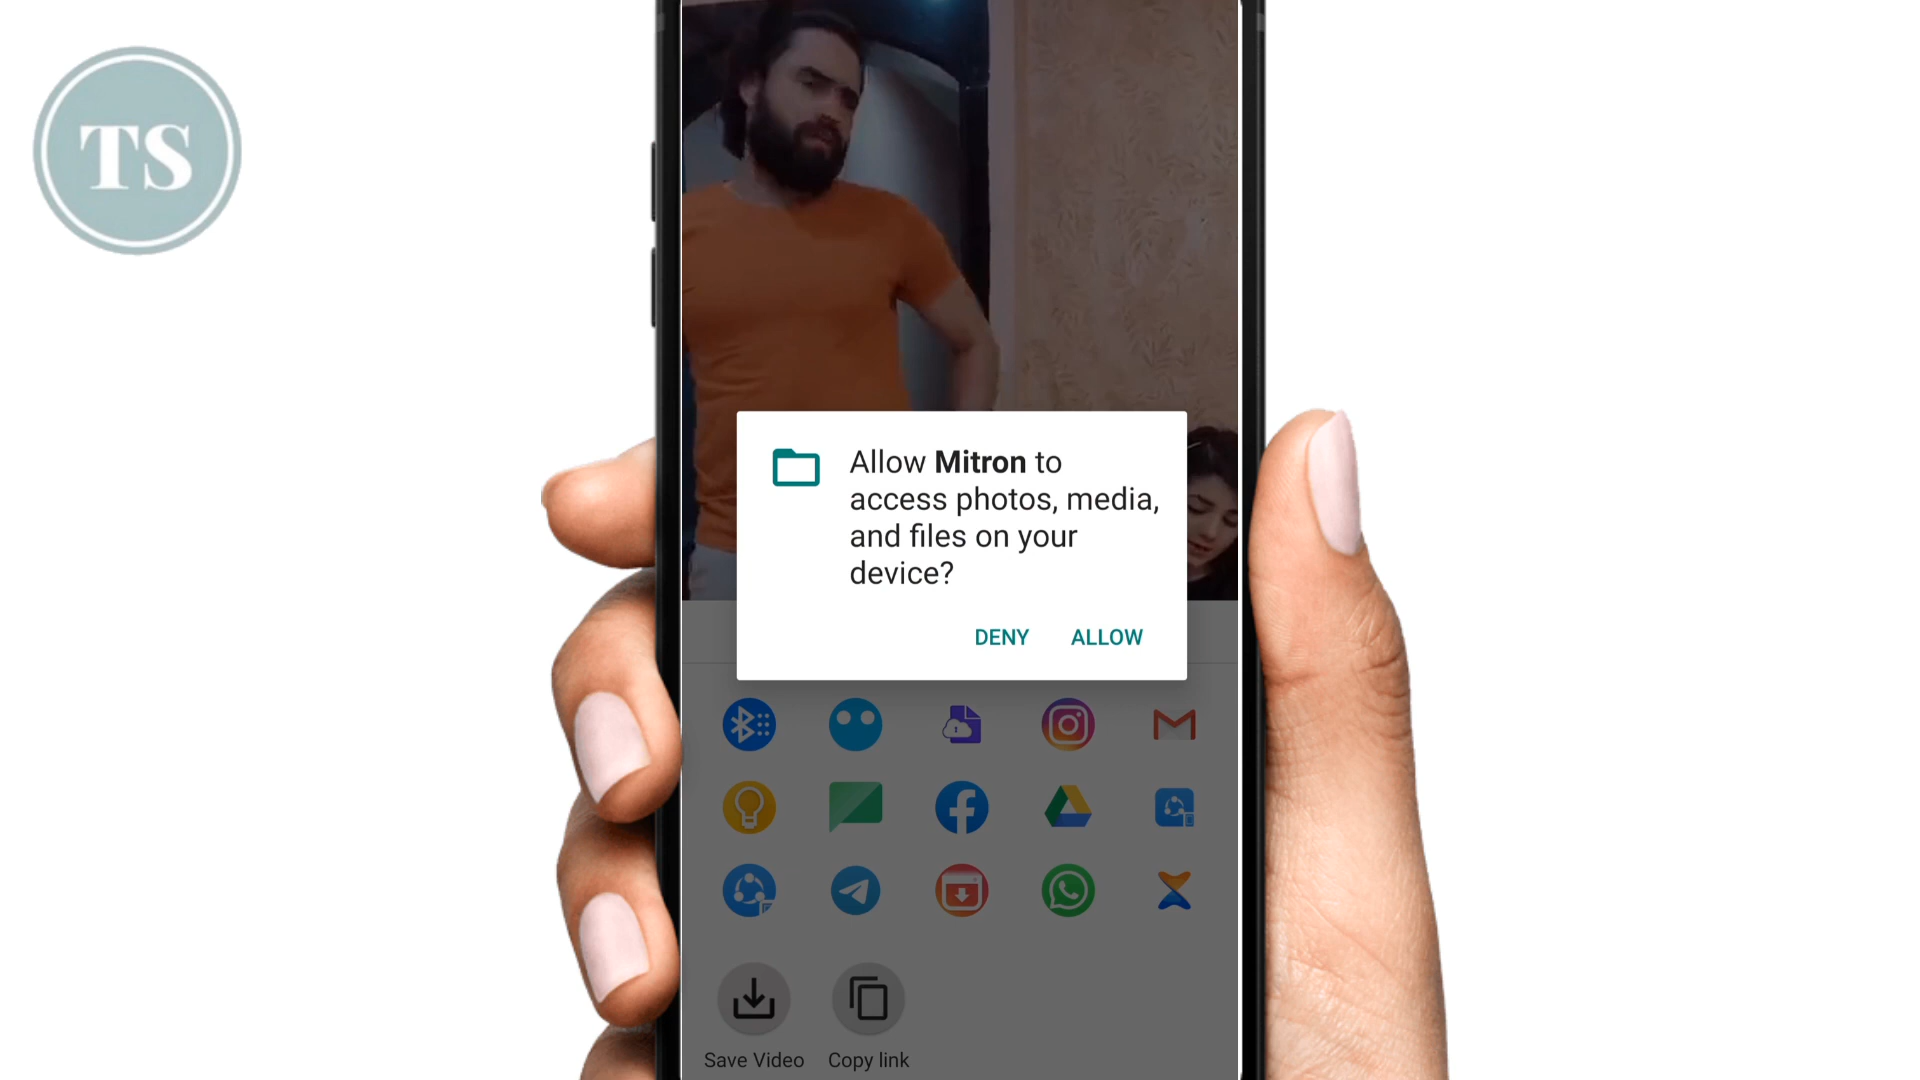 TS
Allow Mitron to
access photos, media,
and files on your
device?
DENY ALLOW
Save Video Copy link